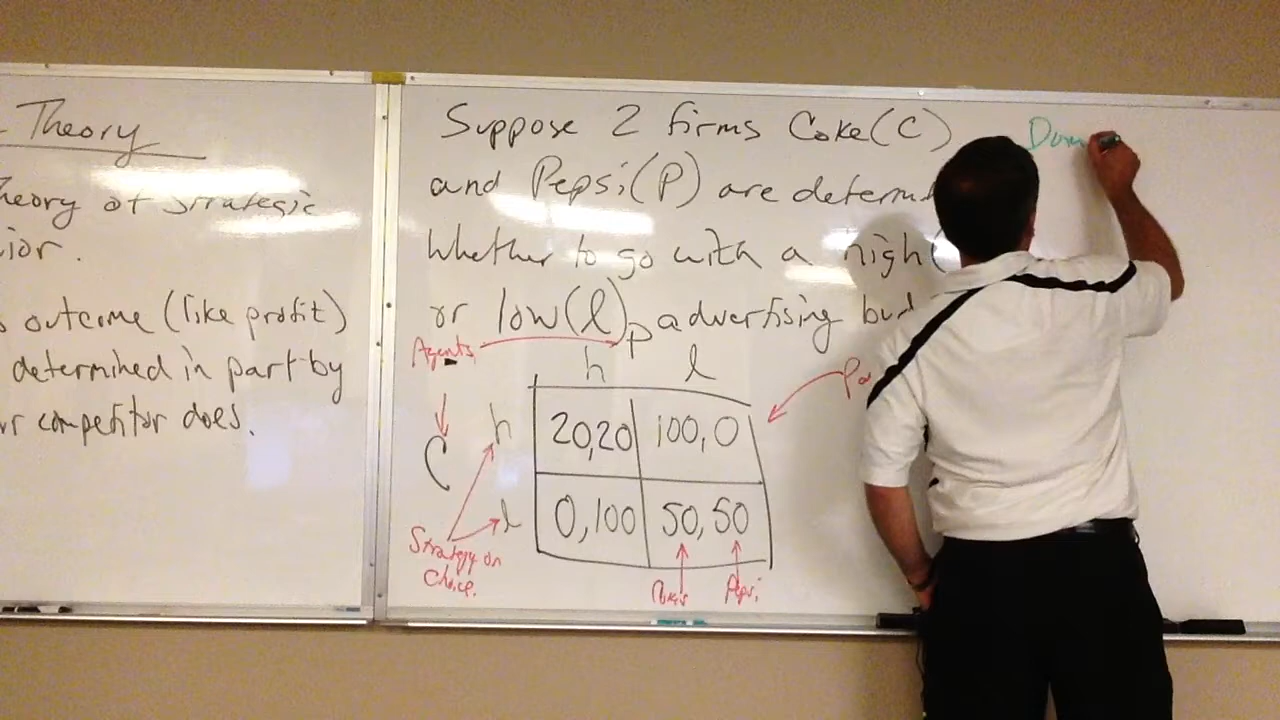 Theory
heory of strategic
ior.
outcome (like profit)
determined in part by
r competitor does.
Suppose 2 firms Coke(C)
and Pepsi(P) are determ
Whether to go with a high(
or low(l) advertising bud
Agents
P
h l
C
h 20,20 100,0
l 0,100 50,50
Strategy or
Choice.
Coke's Pepsi
Pa
Dom